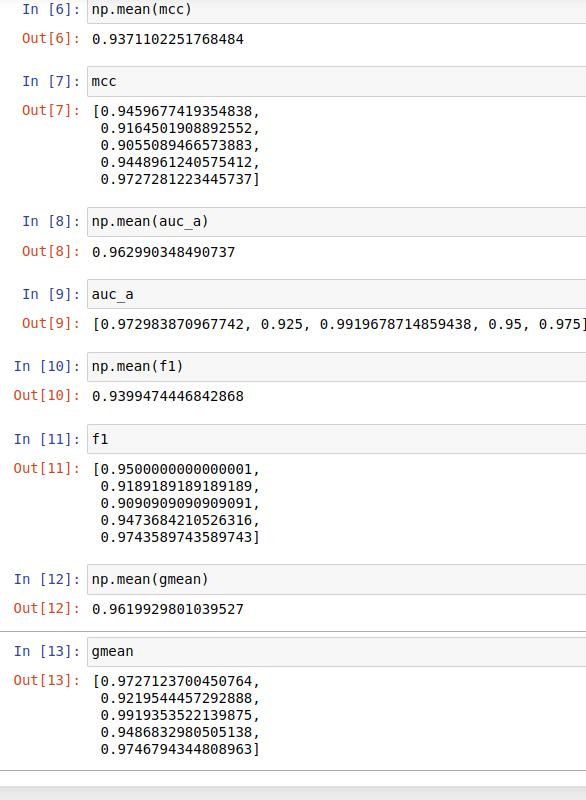 In [6]: np.mean(mcc)
Out[6]: 0.9371102251768484
In [7]: mcc
Out[7]: [0.9459677419354838,
0.9164501908892552,
0.9055089466573883,
0.9448961240575412,
0.9727281223445737]
In [8]: np.mean(auc_a)
Out[8]: 0.962990348490737
In [9]: auc_a
Out[9]: [0.972983870967742, 0.925, 0.9919678714859438, 0.95, 0.975]
In [10]: np.mean(f1)
Out[10]: 0.9399474446842868
In [11]: f1
Out[11]: [0.9500000000000001,
0.9189189189189189,
0.9090909090909091,
0.9473684210526316,
0.9743589743589743]
In [12]: np.mean(gmean)
Out[12]: 0.9619929801039527
In [13]: gmean
Out[13]: [0.9727123700450764,
0.9219544457292888,
0.9919353522139875,
0.9486832980505138,
0.9746794344808963]